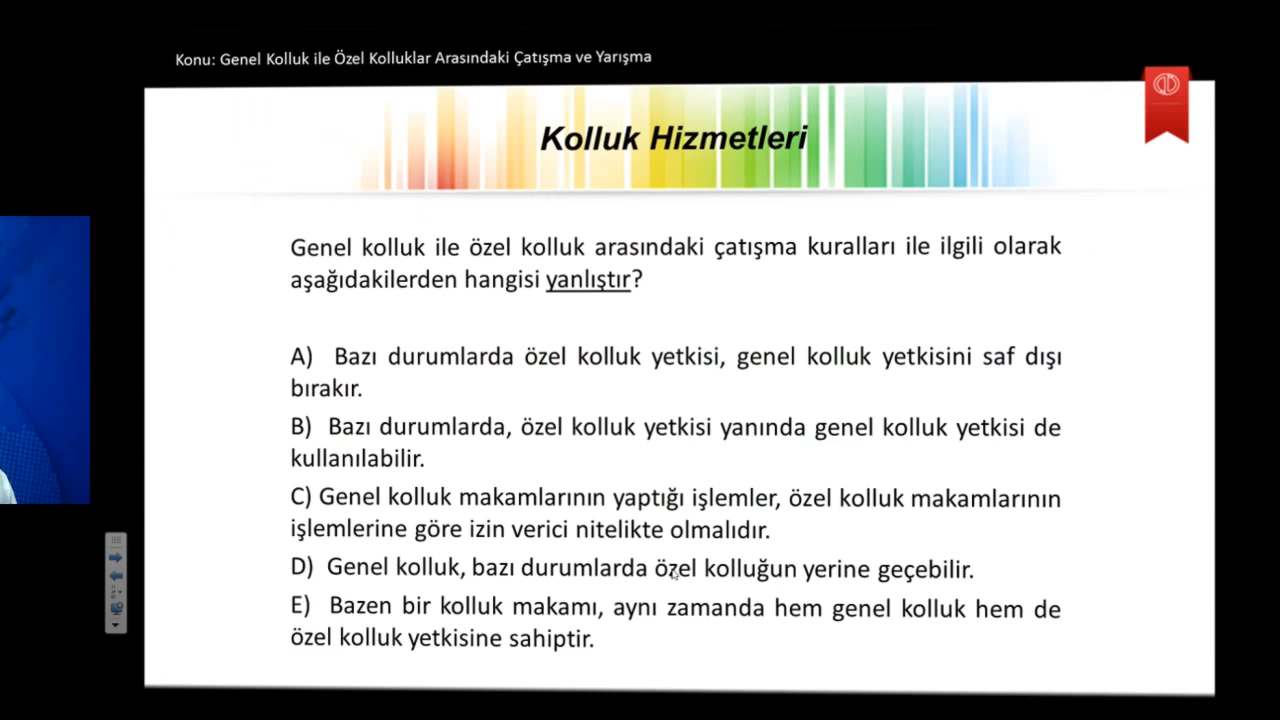 Konu: Genel Kolluk ile Özel Kolluklar Arasındaki Çatışma ve Yarışma
Kolluk Hizmetleri
Genel kolluk ile özel kolluk arasındaki çatışma kuralları ile ilgili olarak
aşağıdakilerden hangisi yanlıştır?
A) Bazı durumlarda özel kolluk yetkisi, genel kolluk yetkisini saf dışı
bırakır.
B) Bazı durumlarda, özel kolluk yetkisi yanında genel kolluk yetkisi de
kullanılabilir.
C) Genel kolluk makamlarının yaptığı işlemler, özel kolluk makamlarının
işlemlerine göre izin verici nitelikte olmalıdır.
D) Genel kolluk, bazı durumlarda özel kolluğun yerine geçebilir.
E) Bazen bir kolluk makamı, aynı zamanda hem genel kolluk hem de
özel kolluk yetkisine sahiptir.